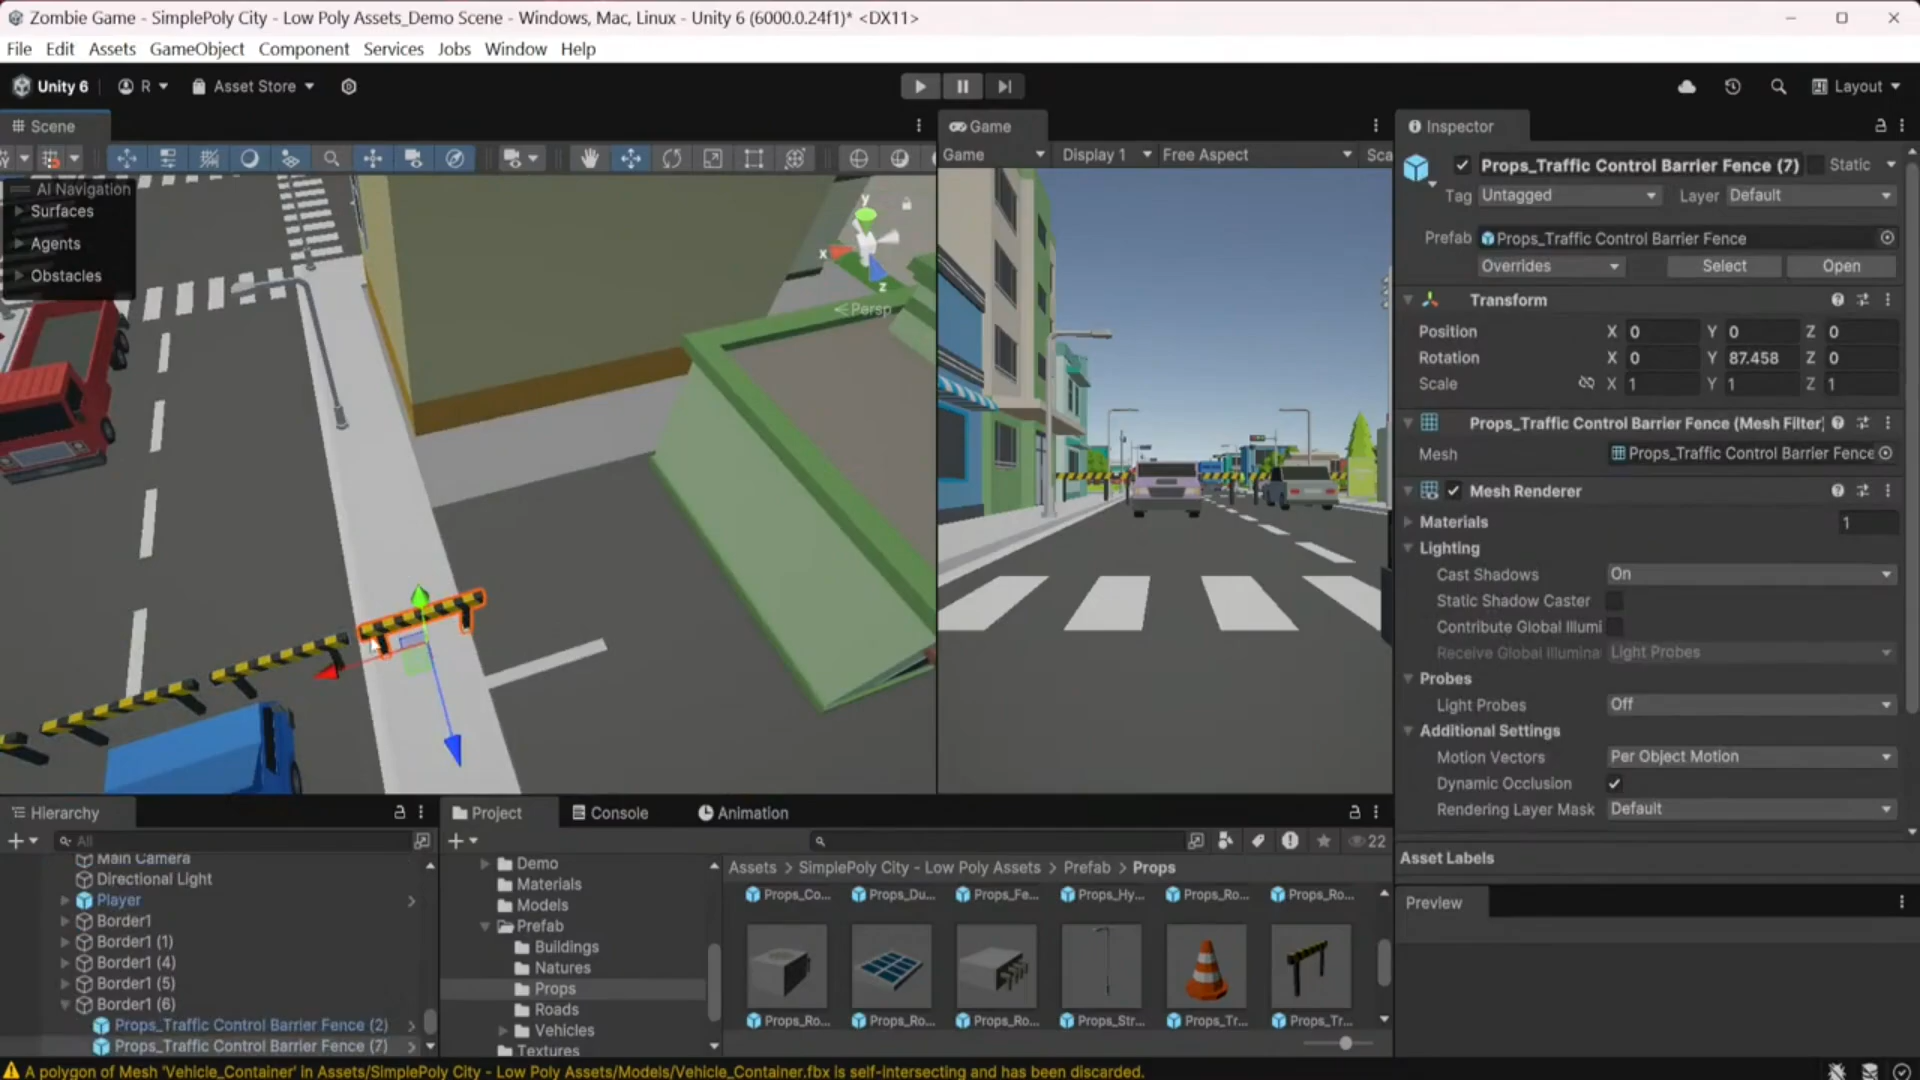 Zombie Game - SimplePoly City - Low Poly Assets_Demo Scene - Windows, Mac, Linux - Unity 6 (6000.0.24f1)* <DX11>
File Edit Assets GameObject Component Services Jobs Window Help
Unity 6 R Asset Store Layout
Scene
AI Navigation
Surfaces
Agents
Obstacles
y
x
z
Persp
Game
Game Display 1 Free Aspect Sca
Inspector
Props_Traffic Control Barrier Fence (7) Static
Tag Untagged Layer Default
Prefab Props_Traffic Control Barrier Fence
Overrides Select Open
Transform
Position X 0 Y 0 Z 0
Rotation X 0 Y 87.458 Z 0
Scale X 1 Y 1 Z 1
Props_Traffic Control Barrier Fence (Mesh Filter)
Mesh Props_Traffic Control Barrier Fence
Mesh Renderer
Materials 1
Lighting
Cast Shadows On
Static Shadow Caster
Contribute Global Illumi
Receive Global Illumina Light Probes
Probes
Light Probes Off
Additional Settings
Motion Vectors Per Object Motion
Dynamic Occlusion
Rendering Layer Mask Default
Asset Labels
Preview
Hierarchy
All
Main Camera
Directional Light
Player
Border1
Border1 (1)
Border1 (4)
Border1 (5)
Border1 (6)
Props_Traffic Control Barrier Fence (2)
Props_Traffic Control Barrier Fence (7)
Project Console Animation
22
Demo
Materials
Models
Prefab
Buildings
Natures
Props
Roads
Vehicles
Textures
Assets > SimplePoly City - Low Poly Assets > Prefab > Props
Props_Co... Props_Du... Props_Fe... Props_Hy... Props_Ro... Props_Ro...
Props_Ro... Props_Ro... Props_Ro... Props_Str... Props_Tr... Props_Tr...
A polygon of Mesh 'Vehicle_Container' in Assets/SimplePoly City - Low Poly Assets/Models/Vehicle_Container.fbx is self-intersecting and has been discarded.